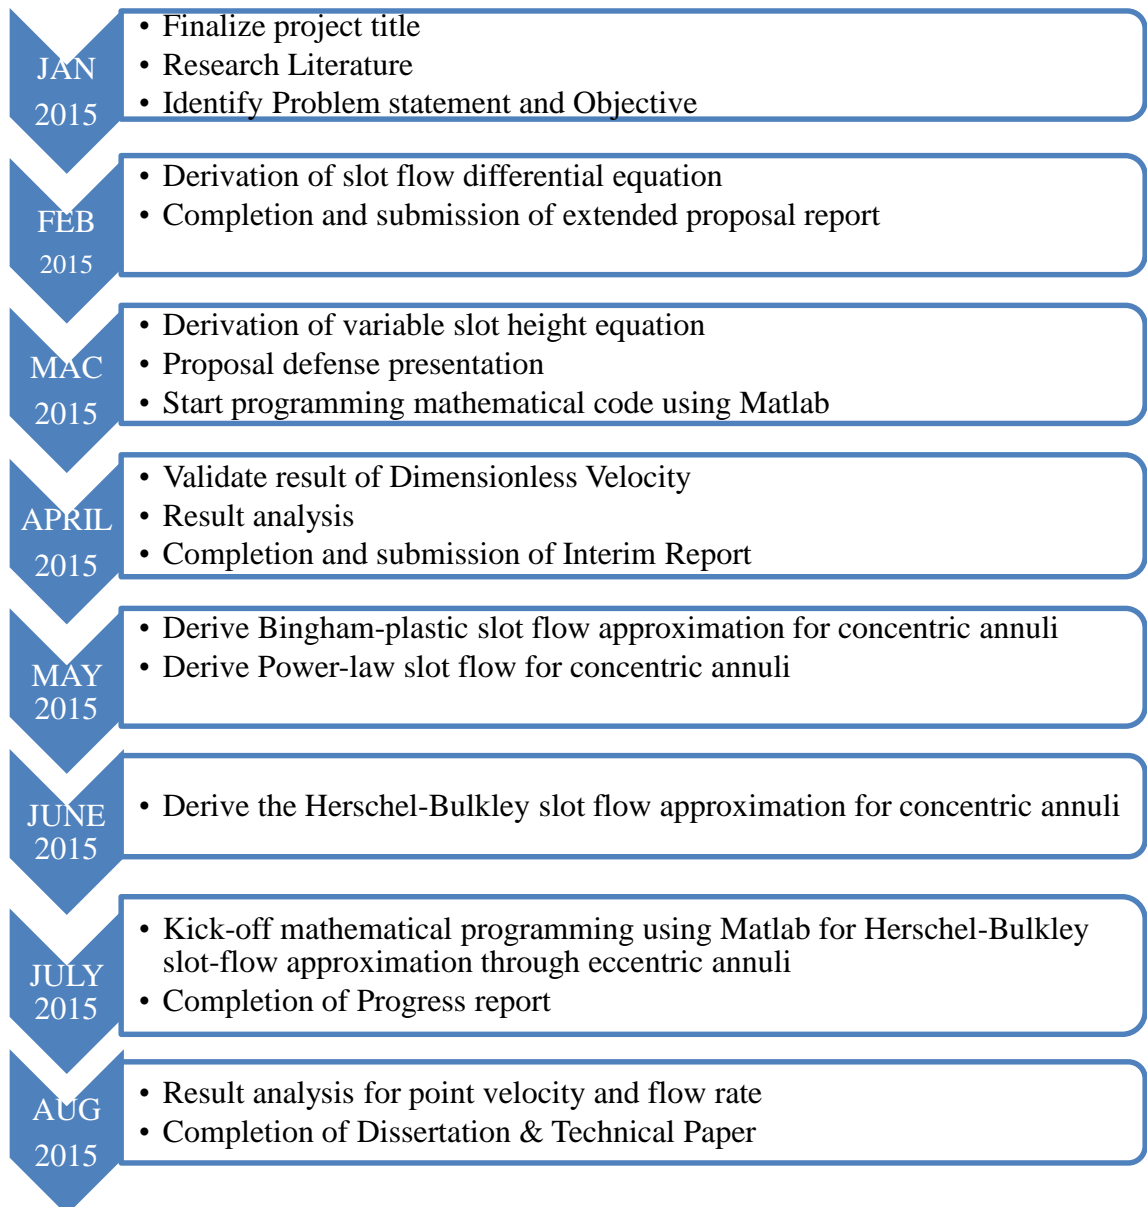 JAN
2015
• Finalize project title
• Research Literature
• Identify Problem statement and Objective
FEB
2015
• Derivation of slot flow differential equation
• Completion and submission of extended proposal report
MAC
2015
• Derivation of variable slot height equation
• Proposal defense presentation
• Start programming mathematical code using Matlab
APRIL
2015
• Validate result of Dimensionless Velocity
• Result analysis
• Completion and submission of Interim Report
MAY
2015
• Derive Bingham-plastic slot flow approximation for concentric annuli
• Derive Power-law slot flow for concentric annuli
JUNE
2015
• Derive the Herschel-Bulkley slot flow approximation for concentric annuli
JULY
2015
• Kick-off mathematical programming using Matlab for Herschel-Bulkley
slot-flow approximation through eccentric annuli
• Completion of Progress report
AUG
2015
• Result analysis for point velocity and flow rate
• Completion of Dissertation & Technical Paper